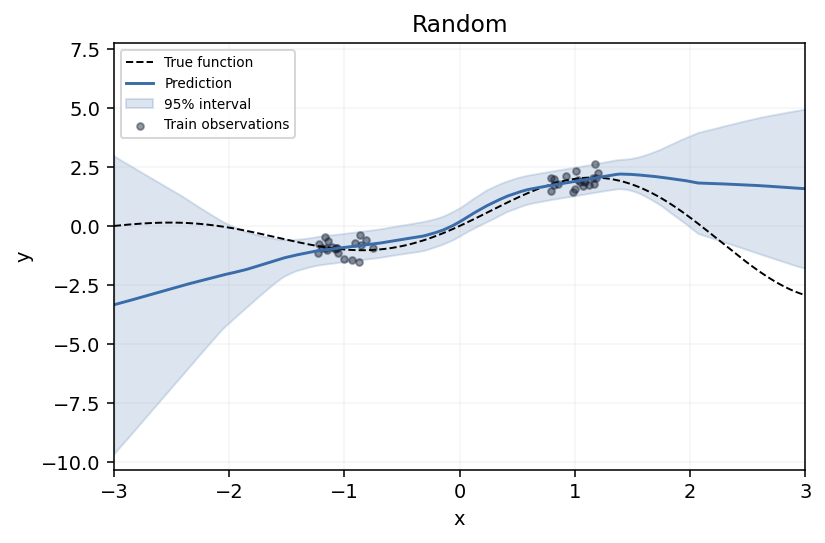 Random
True function
Prediction
95% interval
Train observations
7.5
5.0
2.5
0.0
−2.5
−5.0
−7.5
−10.0
y
−3 −2 −1 0 1 2 3
x